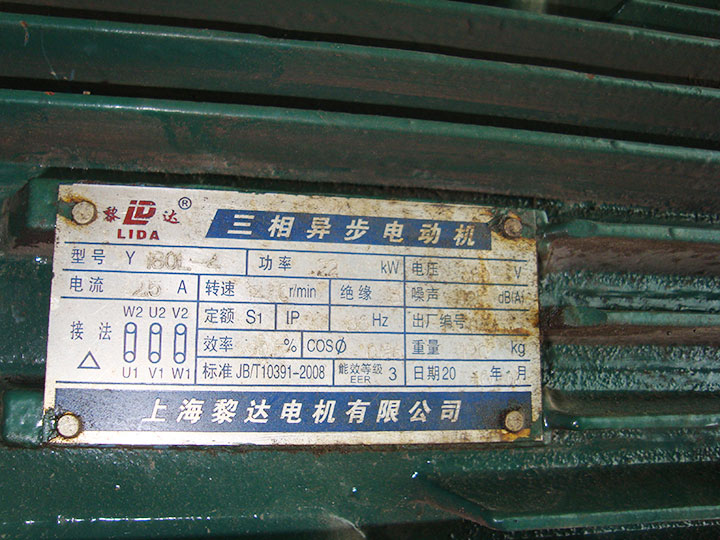 黎 LD 达 ®
LIDA
三相异步电动机
型号 Y 功率 kW 电压 V
电流 A 转速 r/min 绝缘 噪声 dB(A)
接法 W2 U2 V2
定额 S1 IP Hz 出厂编号
△ 效率 % COSØ 重量 kg
U1 V1 W1
标准 JB/T10391-2008 能效等级 EER 3 日期 20 年 月
上海黎达电机有限公司